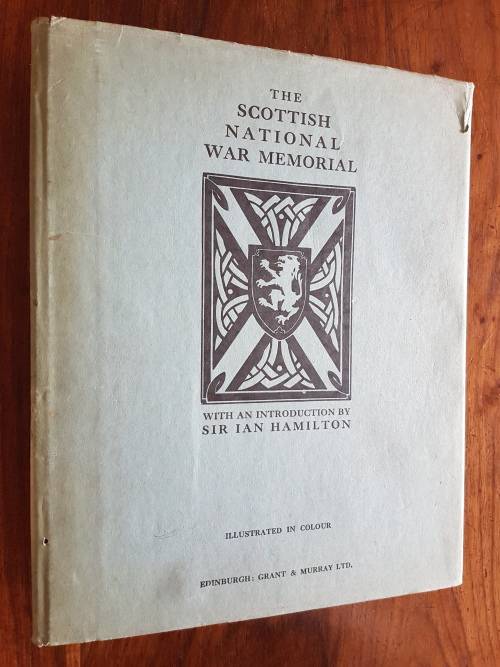 THE
SCOTTISH
NATIONAL
WAR MEMORIAL
WITH AN INTRODUCTION BY
SIR IAN HAMILTON
ILLUSTRATED IN COLOUR
EDINBURGH: GRANT & MURRAY LTD.